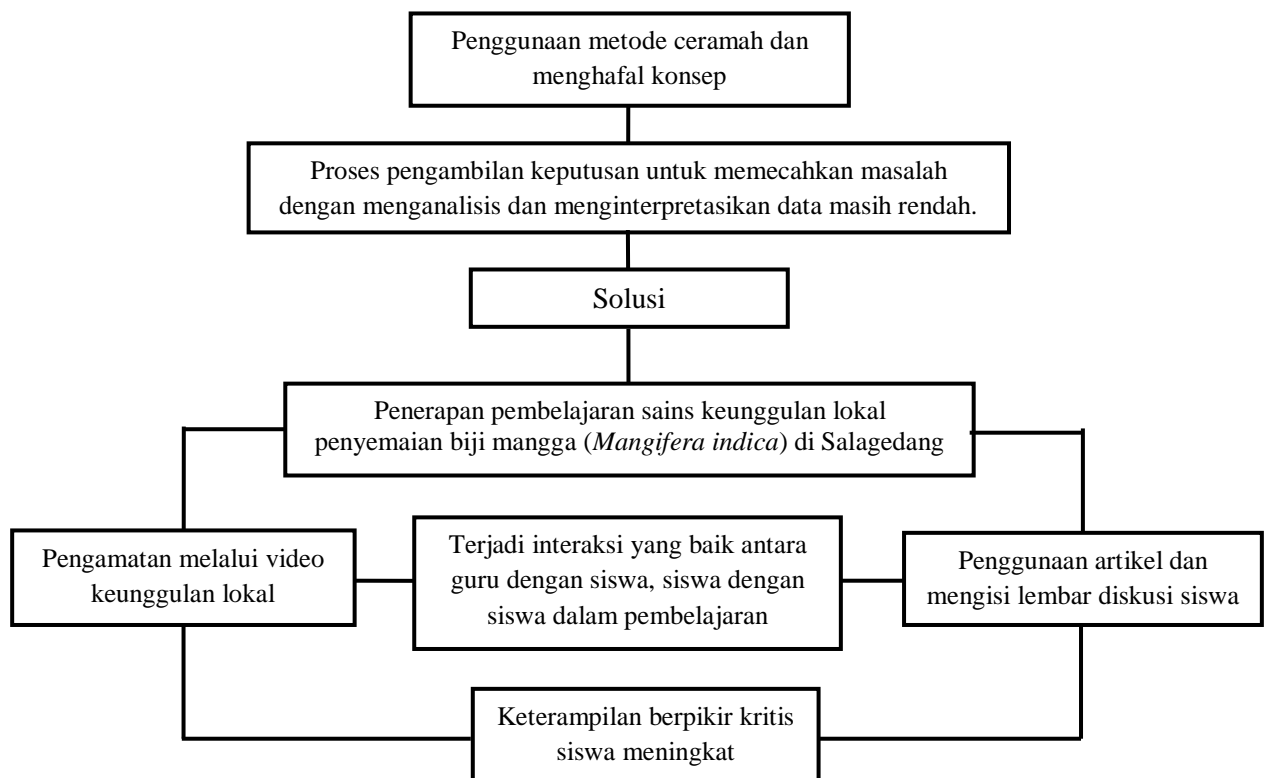 Penggunaan metode ceramah dan
menghafal konsep
Proses pengambilan keputusan untuk memecahkan masalah
dengan menganalisis dan menginterpretasikan data masih rendah.
Solusi
Penerapan pembelajaran sains keunggulan lokal
penyemaian biji mangga (Mangifera indica) di Salagedang
Pengamatan melalui video
keunggulan lokal
Terjadi interaksi yang baik antara
guru dengan siswa, siswa dengan
siswa dalam pembelajaran
Penggunaan artikel dan
mengisi lembar diskusi siswa
Keterampilan berpikir kritis
siswa meningkat